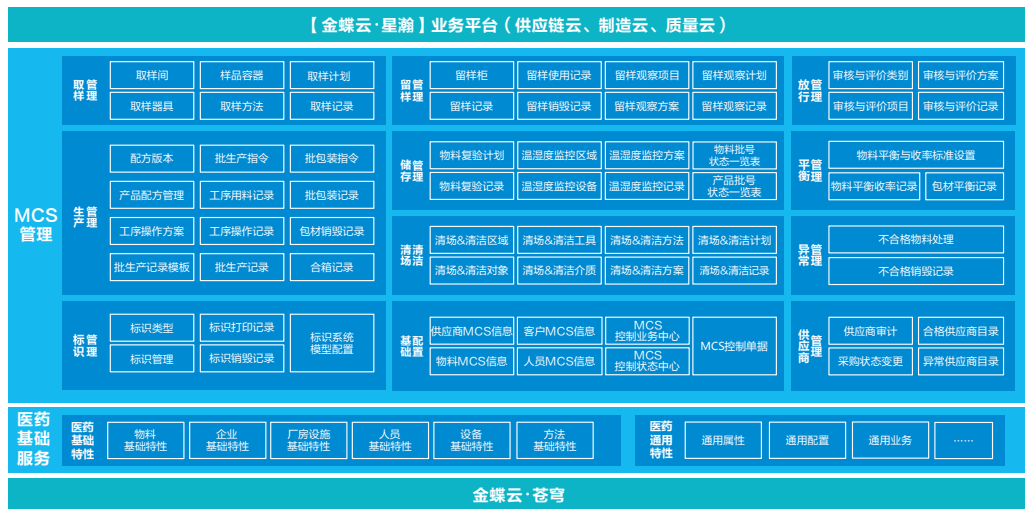 【金蝶云·星瀚】业务平台（供应链云、制造云、质量云）
MCS
管理
取样
管理
取样间
样品容器
取样计划
取样器具
取样方法
取样记录
留样
管理
留样柜
留样使用记录
留样观察项目
留样观察计划
留样记录
留样销毁记录
留样观察方案
留样观察记录
放行
管理
审核与评价类别
审核与评价方案
审核与评价项目
审核与评价记录
生产
管理
配方版本
批生产指令
批包装指令
产品配方管理
工序用料记录
批包装记录
工序操作方案
工序操作记录
包材销毁记录
批生产记录模板
批生产记录
合箱记录
储存
管理
物料复验计划
温湿度监控区域
温湿度监控方案
物料批号
状态一览表
物料复验记录
温湿度监控设备
温湿度监控记录
产品批号
状态一览表
平衡
管理
物料平衡与收率标准设置
物料平衡收率记录
包材平衡记录
清场
清洁
清场&清洁区域
清场&清洁工具
清场&清洁方法
清场&清洁计划
清场&清洁对象
清场&清洁介质
清场&清洁方案
清场&清洁记录
异常
管理
不合格物料处理
不合格销毁记录
标识
管理
标识类型
标识打印记录
标识系统
模型配置
标识管理
标识销毁记录
基础
配置
供应商MCS信息
客户MCS信息
MCS
控制业务中心
MCS控制单据
物料MCS信息
人员MCS信息
MCS
控制状态中心
供应商
管理
供应商审计
合格供应商目录
采购状态变更
异常供应商目录
医药
基础
服务
医药
基础
特性
物料
基础特性
企业
基础特性
厂房设施
基础特性
人员
基础特性
设备
基础特性
方法
基础特性
医药
通用
特性
通用属性
通用配置
通用业务
……
金蝶云·苍穹